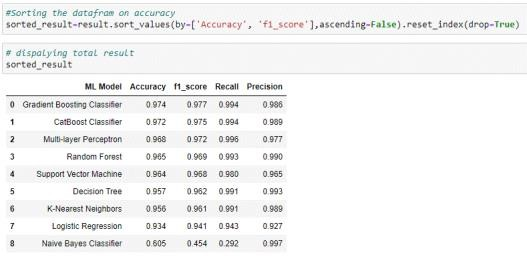 #Sorting the datafram on accuracy
sorted_result=result.sort_values(by=['Accuracy', 'f1_score'],ascending=False).reset_index(drop=True)
# dispalying total result
sorted_result
ML Model Accuracy f1_score Recall Precision
0 Gradient Boosting Classifier 0.974 0.977 0.994 0.986
1 CatBoost Classifier 0.972 0.975 0.994 0.989
2 Multi-layer Perceptron 0.968 0.972 0.996 0.977
3 Random Forest 0.965 0.969 0.993 0.990
4 Support Vector Machine 0.964 0.968 0.980 0.965
5 Decision Tree 0.957 0.962 0.991 0.993
6 K-Nearest Neighbors 0.956 0.961 0.991 0.989
7 Logistic Regression 0.934 0.941 0.943 0.927
8 Naive Bayes Classifier 0.605 0.454 0.292 0.997